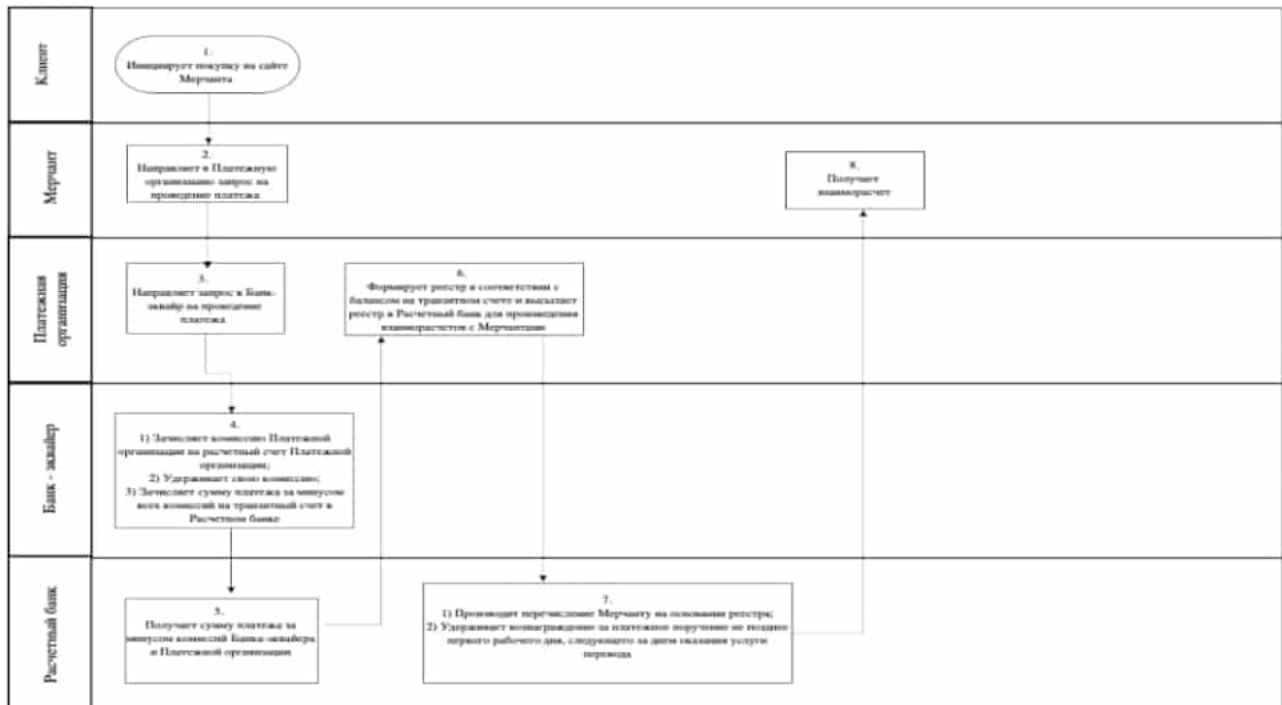 Клиент
1.
Инициирует покупку на сайте
Мерчанта
Мерчант
2.
Направляет в Платежную
организацию запрос на
проведение платежа
8.
Получает
взаиморасчет
Платежная
организация
3.
Направляет запрос в Банк-
эквайр на проведение
платежа
6.
Формирует реестр в соответствии с
балансом на транзитном счете и высылает
реестр в Расчетный банк для произведения
взаиморасчетов с Мерчантами
Банк - эквайер
4.
1) Зачисляет комиссию Платежной
организации на расчетный счет Платежной
организации;
2) Удерживает свою комиссию;
3) Зачисляет сумму платежа за минусом
всех комиссий на транзитный счет в
Расчетном банке
Расчетный банк
5.
Получает сумму платежа за
минусом комиссий Банка-эквайера
и Платежной организации
7.
1) Производит перечисление Мерчанту на основании реестра;
2) Удерживает вознаграждение за платежное поручение не позднее
первого рабочего дня, следующего за днем оказания услуги
перевода